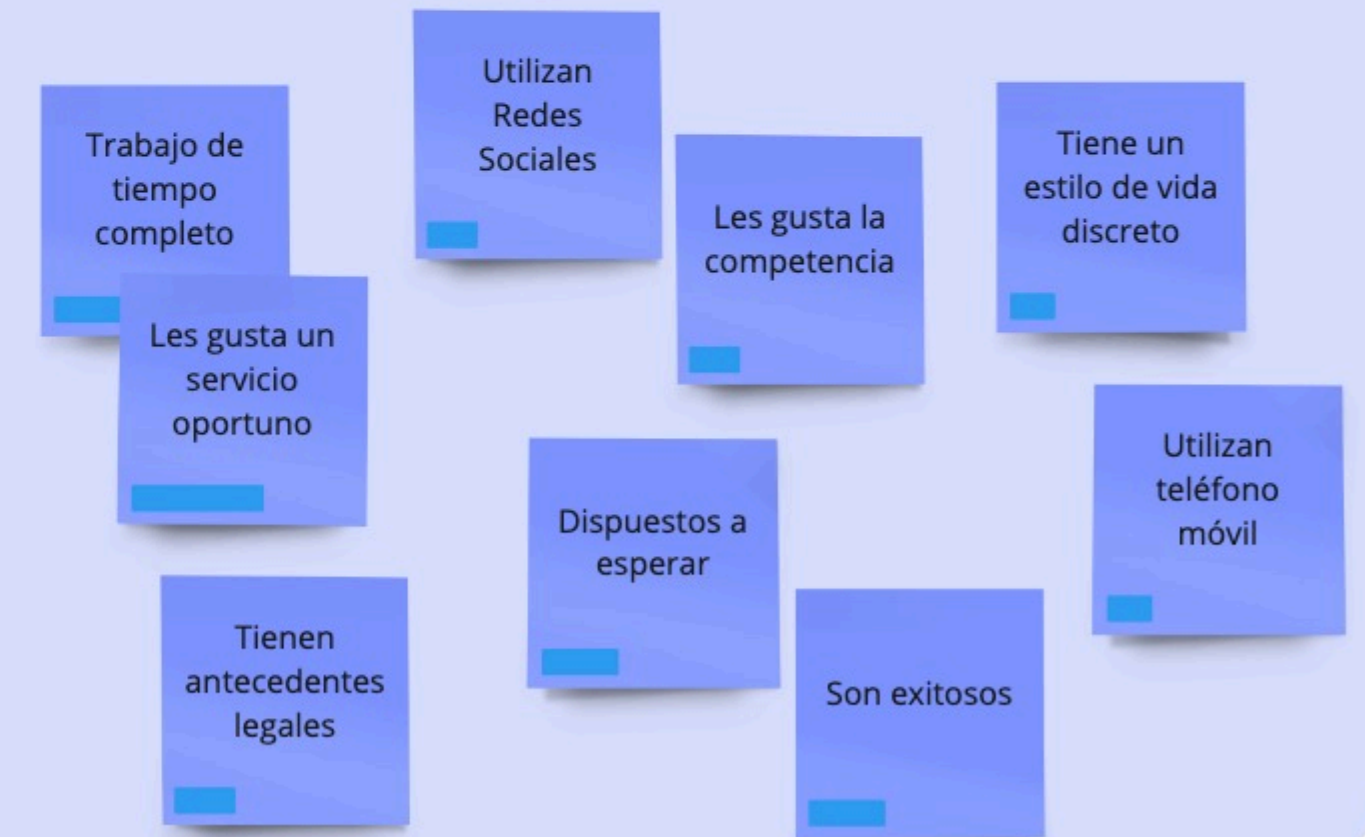 Trabajo de
tiempo
completo
Utilizan
Redes
Sociales
Les gusta la
competencia
Tiene un
estilo de vida
discreto
Les gusta un
servicio
oportuno
Dispuestos a
esperar
Utilizan
teléfono
móvil
Tienen
antecedentes
legales
Son exitosos